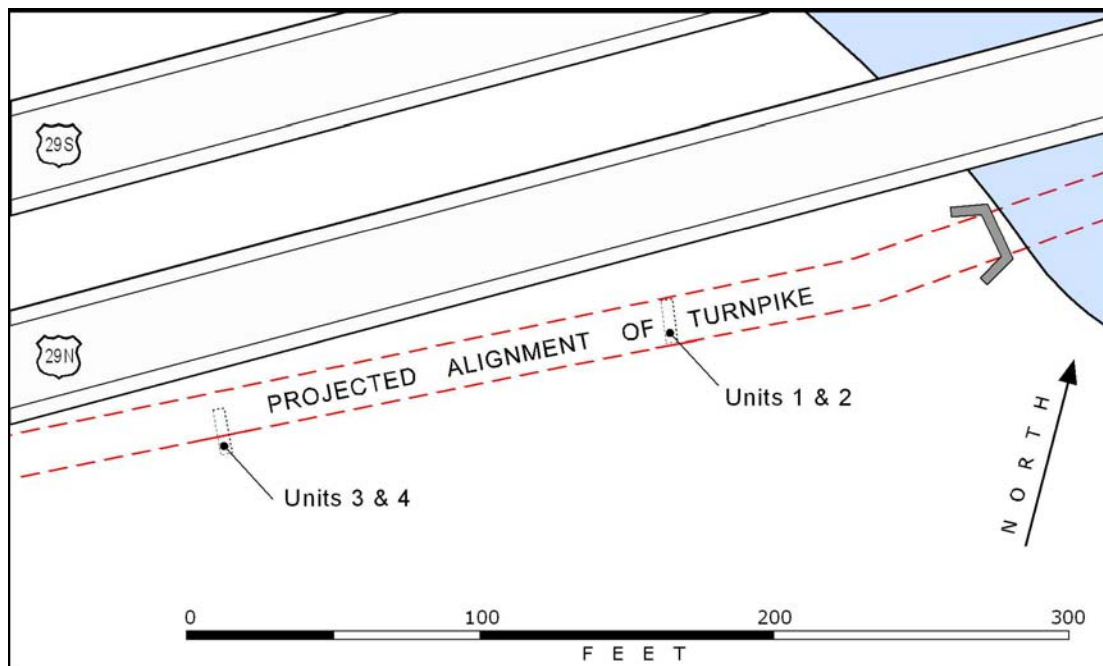 29S
29N
PROJECTED ALIGNMENT OF TURNPIKE
Units 1 & 2
Units 3 & 4
NORTH
0 100 200 300
FEET